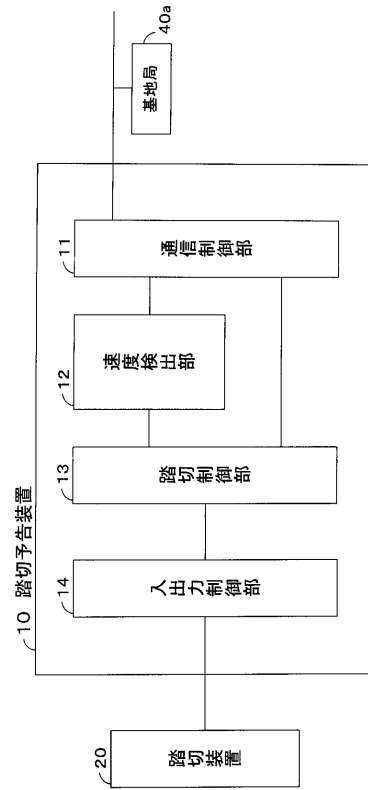 10 踏切予告装置
20
踏切装置
14
入出力制御部
13
踏切制御部
12
速度検出部
11
通信制御部
40a
基地局